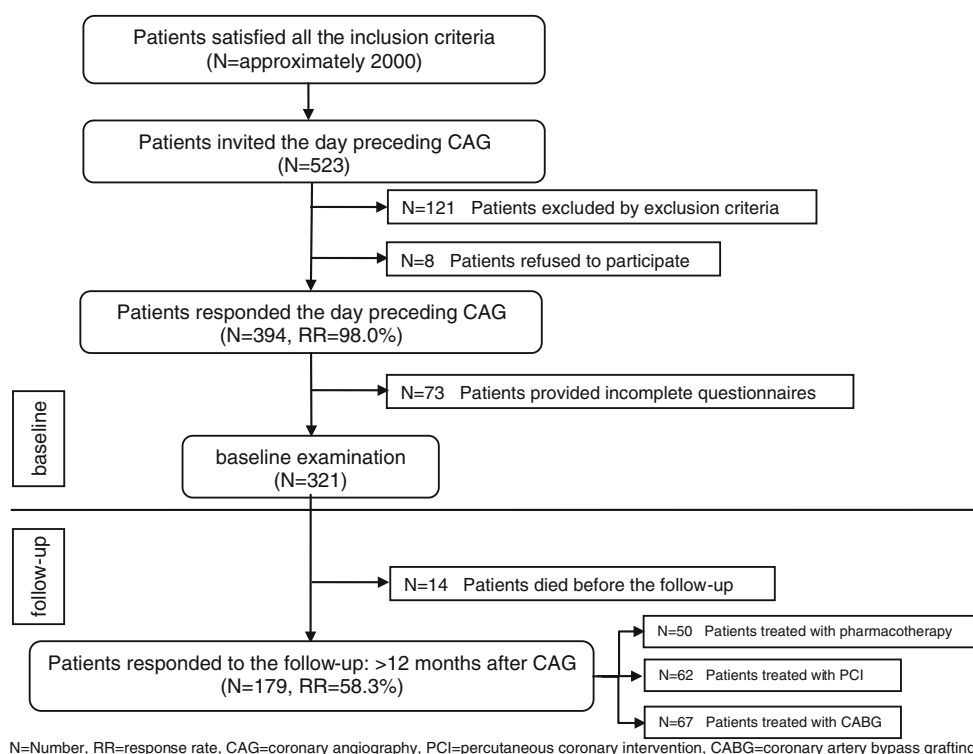 Patients satisfied all the inclusion criteria
(N=approximately 2000)
Patients invited the day preceding CAG
(N=523)
N=121 Patients excluded by exclusion criteria
N=8 Patients refused to participate
Patients responded the day preceding CAG
(N=394, RR=98.0%)
N=73 Patients provided incomplete questionnaires
baseline
baseline examination
(N=321)
follow-up
N=14 Patients died before the follow-up
Patients responded to the follow-up: >12 months after CAG
(N=179, RR=58.3%)
N=50 Patients treated with pharmacotherapy
N=62 Patients treated with PCI
N=67 Patients treated with CABG
N=Number, RR=response rate, CAG=coronary angiography, PCI=percutaneous coronary intervention, CABG=coronary artery bypass grafting